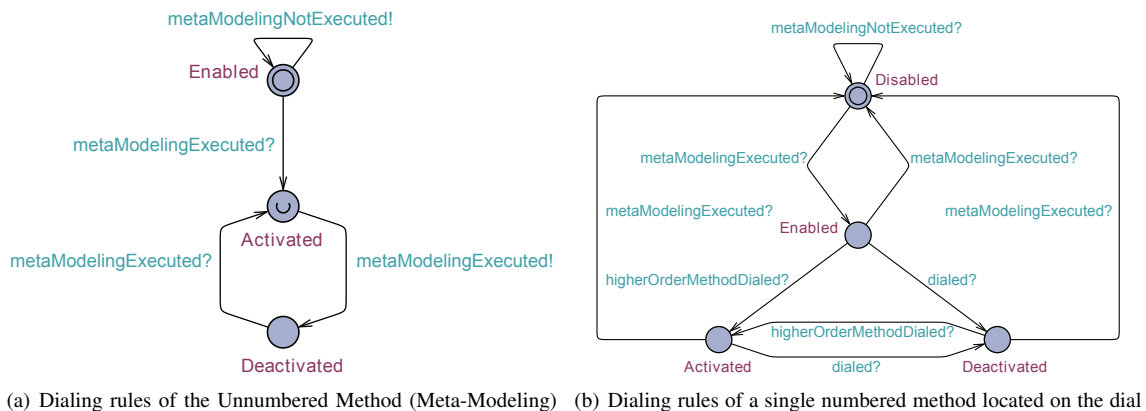 metaModelingNotExecuted!
Enabled
metaModelingExecuted?
Activated
metaModelingExecuted?
metaModelingExecuted!
Deactivated
(a) Dialing rules of the Unnumbered Method (Meta-Modeling)
metaModelingNotExecuted?
Disabled
metaModelingExecuted?
metaModelingExecuted?
metaModelingExecuted?
metaModelingExecuted?
Enabled
higherOrderMethodDialed?
dialed?
higherOrderMethodDialed?
Activated
dialed?
Deactivated
(b) Dialing rules of a single numbered method located on the dial